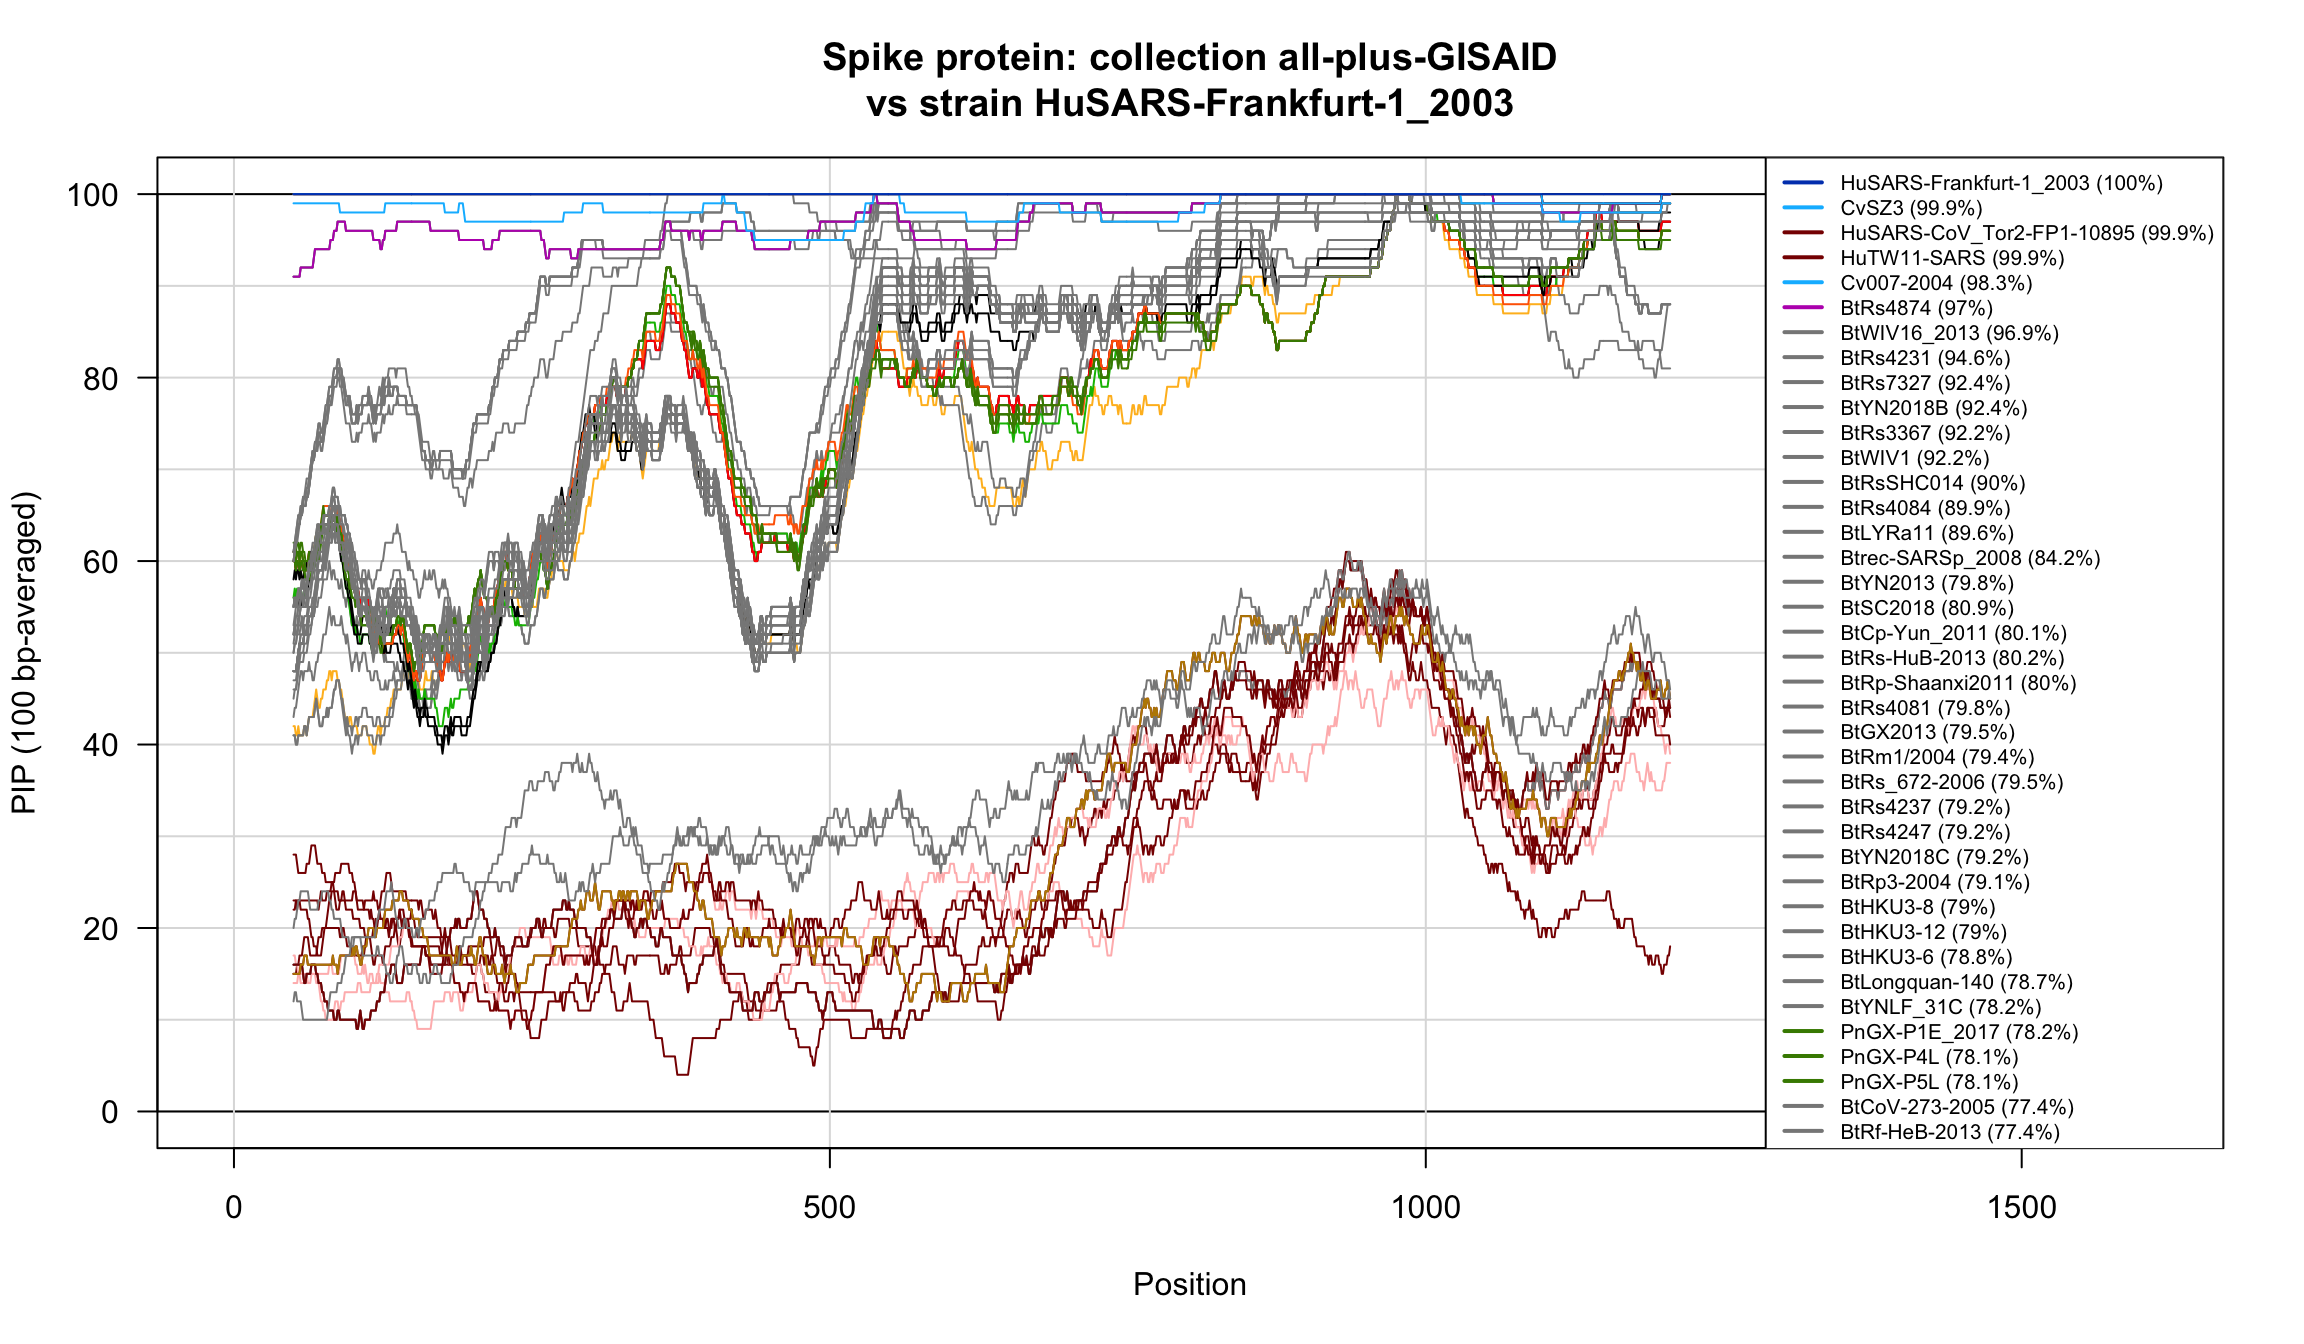 Spike protein: collection all-plus-GISAID
vs strain HuSARS-Frankfurt-1_2003
PIP (100 bp-averaged)
100
80
60
40
20
0
0
500
1000
1500
Position
HuSARS-Frankfurt-1_2003 (100%)
CvSZ3 (99.9%)
HuSARS-CoV_Tor2-FP1-10895 (99.9%)
HuTW11-SARS (99.9%)
Cv007-2004 (98.3%)
BtRs4874 (97%)
BtWIV16_2013 (96.9%)
BtRs4231 (94.6%)
BtRs7327 (92.4%)
BtYN2018B (92.4%)
BtRs3367 (92.2%)
BtWIV1 (92.2%)
BtRsSHC014 (90%)
BtRs4084 (89.9%)
BtLYRa11 (89.6%)
Btrec-SARSp_2008 (84.2%)
BtYN2013 (79.8%)
BtSC2018 (80.9%)
BtCp-Yun_2011 (80.1%)
BtRs-HuB-2013 (80.2%)
BtRp-Shaanxi2011 (80%)
BtRs4081 (79.8%)
BtGX2013 (79.5%)
BtRm1/2004 (79.4%)
BtRs_672-2006 (79.5%)
BtRs4237 (79.2%)
BtRs4247 (79.2%)
BtYN2018C (79.2%)
BtRp3-2004 (79.1%)
BtHKU3-8 (79%)
BtHKU3-12 (79%)
BtHKU3-6 (78.8%)
BtLongquan-140 (78.7%)
BtYNLF_31C (78.2%)
PnGX-P1E_2017 (78.2%)
PnGX-P4L (78.1%)
PnGX-P5L (78.1%)
BtCoV-273-2005 (77.4%)
BtRf-HeB-2013 (77.4%)